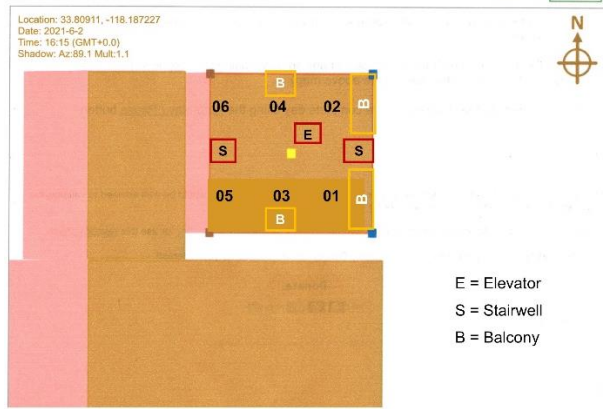 Location: 33.80911, -118.187227
Date: 2021-6-2
Time: 16:15 (GMT+0.0)
Shadow: Az:89.1 Mult:1.1
N
B
06 04 02
B
E
S
S
05 03 01
B
B
E = Elevator
S = Stairwell
B = Balcony